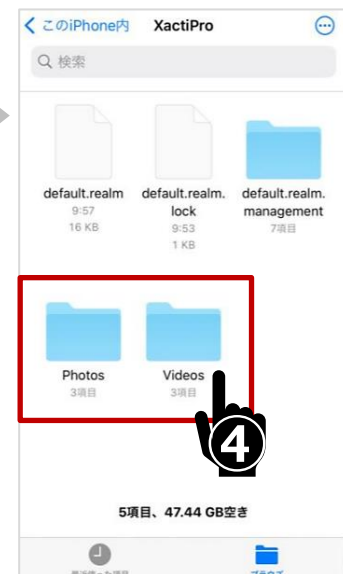 このiPhone内 XactiPro
検索
default.realm default.realm. default.realm.
lock management
9:57 9:53 7項目
16 KB 1 KB
Photos Videos
3項目 3項目
4
5項目、47.44 GB空き